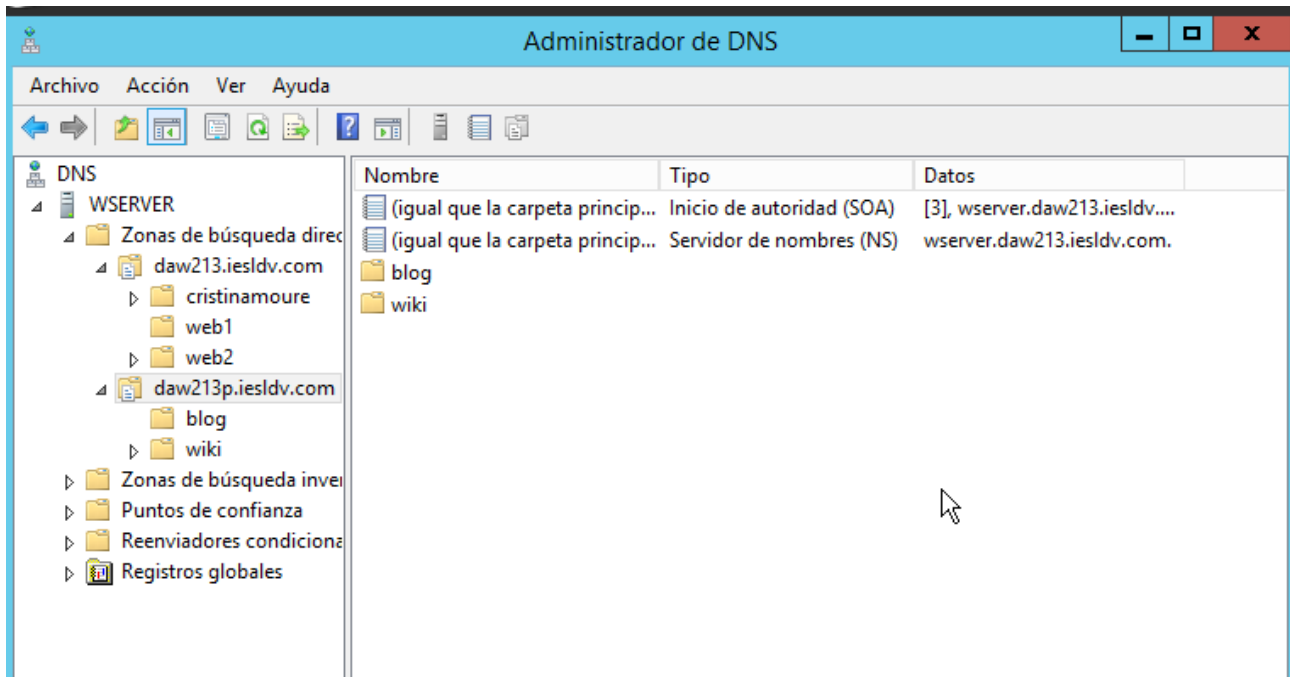 Administrador de DNS
Archivo Acción Ver Ayuda
DNS
WSERVER
Zonas de búsqueda direc
daw213.iesldv.com
cristinamoure
web1
web2
daw213p.iesldv.com
blog
wiki
Zonas de búsqueda inver
Puntos de confianza
Reenviadores condiciona
Registros globales
Nombre Tipo Datos
(igual que la carpeta princip... Inicio de autoridad (SOA) [3], wserver.daw213.iesldv....
(igual que la carpeta princip... Servidor de nombres (NS) wserver.daw213.iesldv.com.
blog
wiki